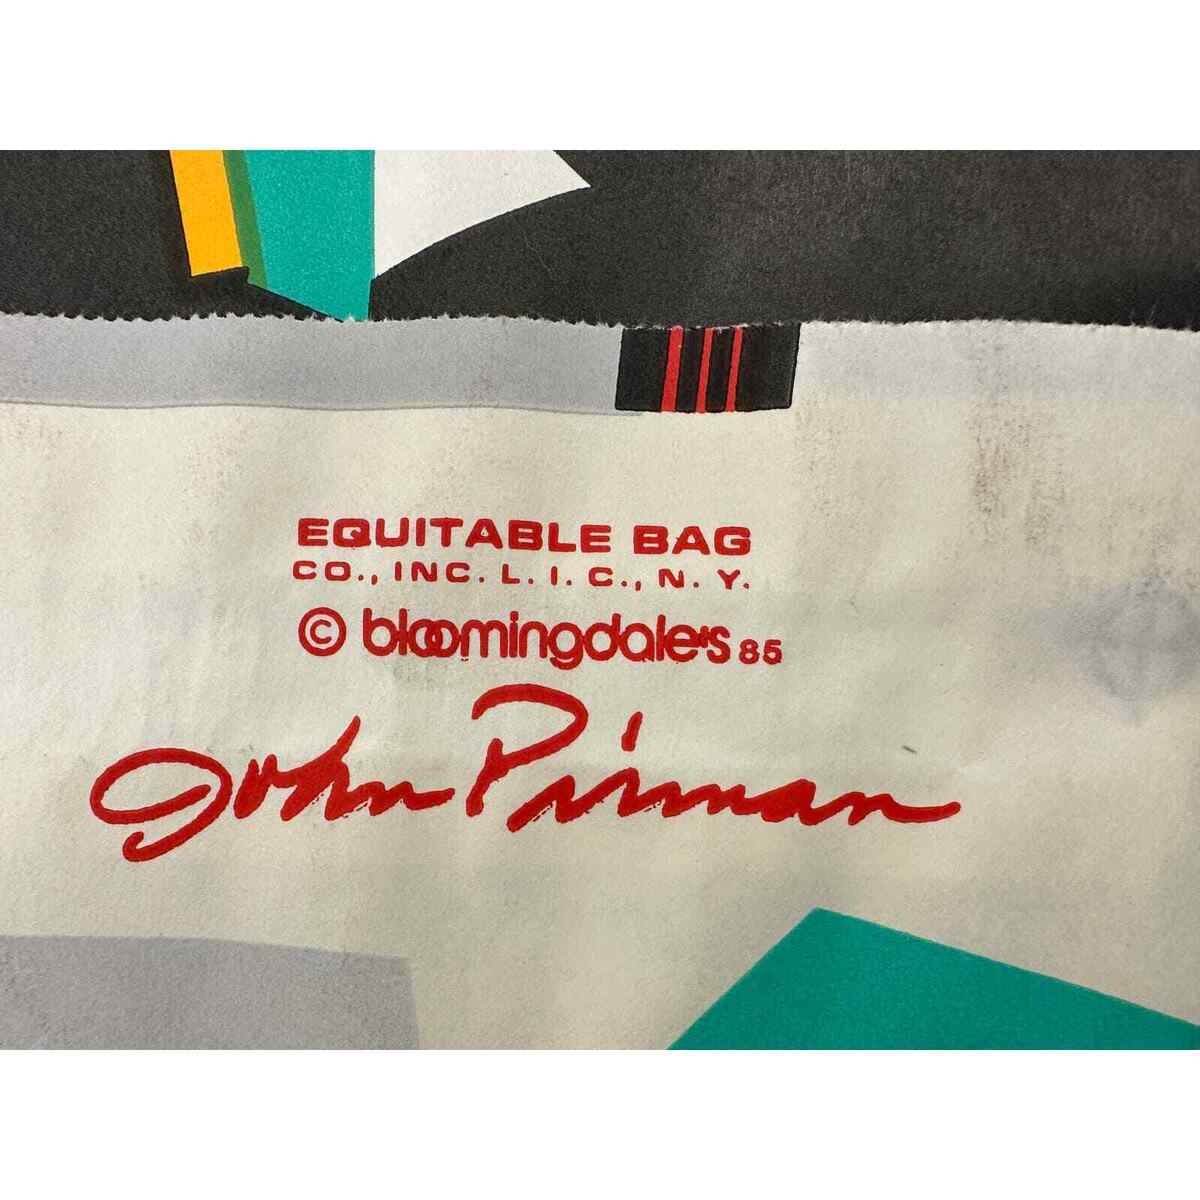 EQUITABLE BAG
CO., INC. L. I. C., N. Y.
© bloomingdale's 85
John Pirman